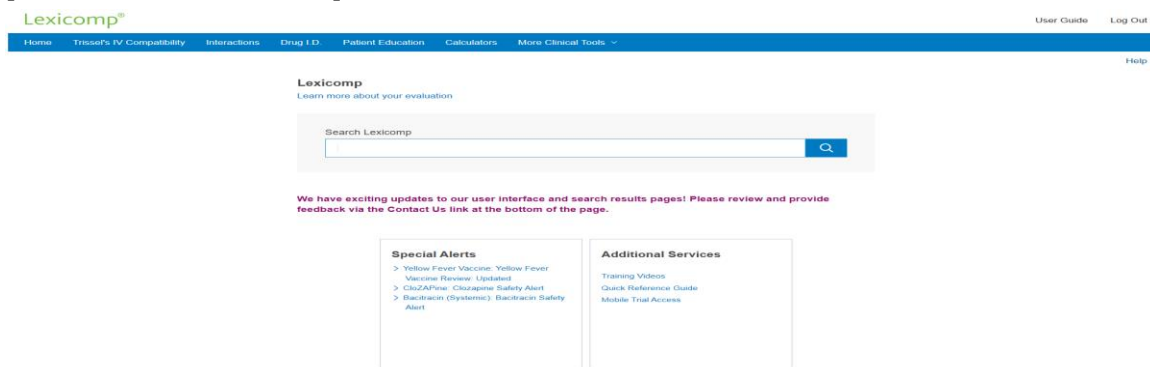 Lexicomp®
User Guide Log Out
Home Trissel's IV Compatibility Interactions Drug I.D. Patient Education Calculators More Clinical Tools
Help
Lexicomp
Learn more about your evaluation
Search Lexicomp
We have exciting updates to our user interface and search results pages! Please review and provide
feedback via the Contact Us link at the bottom of the page.
Special Alerts
> Yellow Fever Vaccine: Yellow Fever
Vaccine Review: Updated
> CloZAPine: Clozapine Safety Alert
> Bacitracin (Systemic): Bacitracin Safety
Alert
Additional Services
Training Videos
Quick Reference Guide
Mobile Trial Access